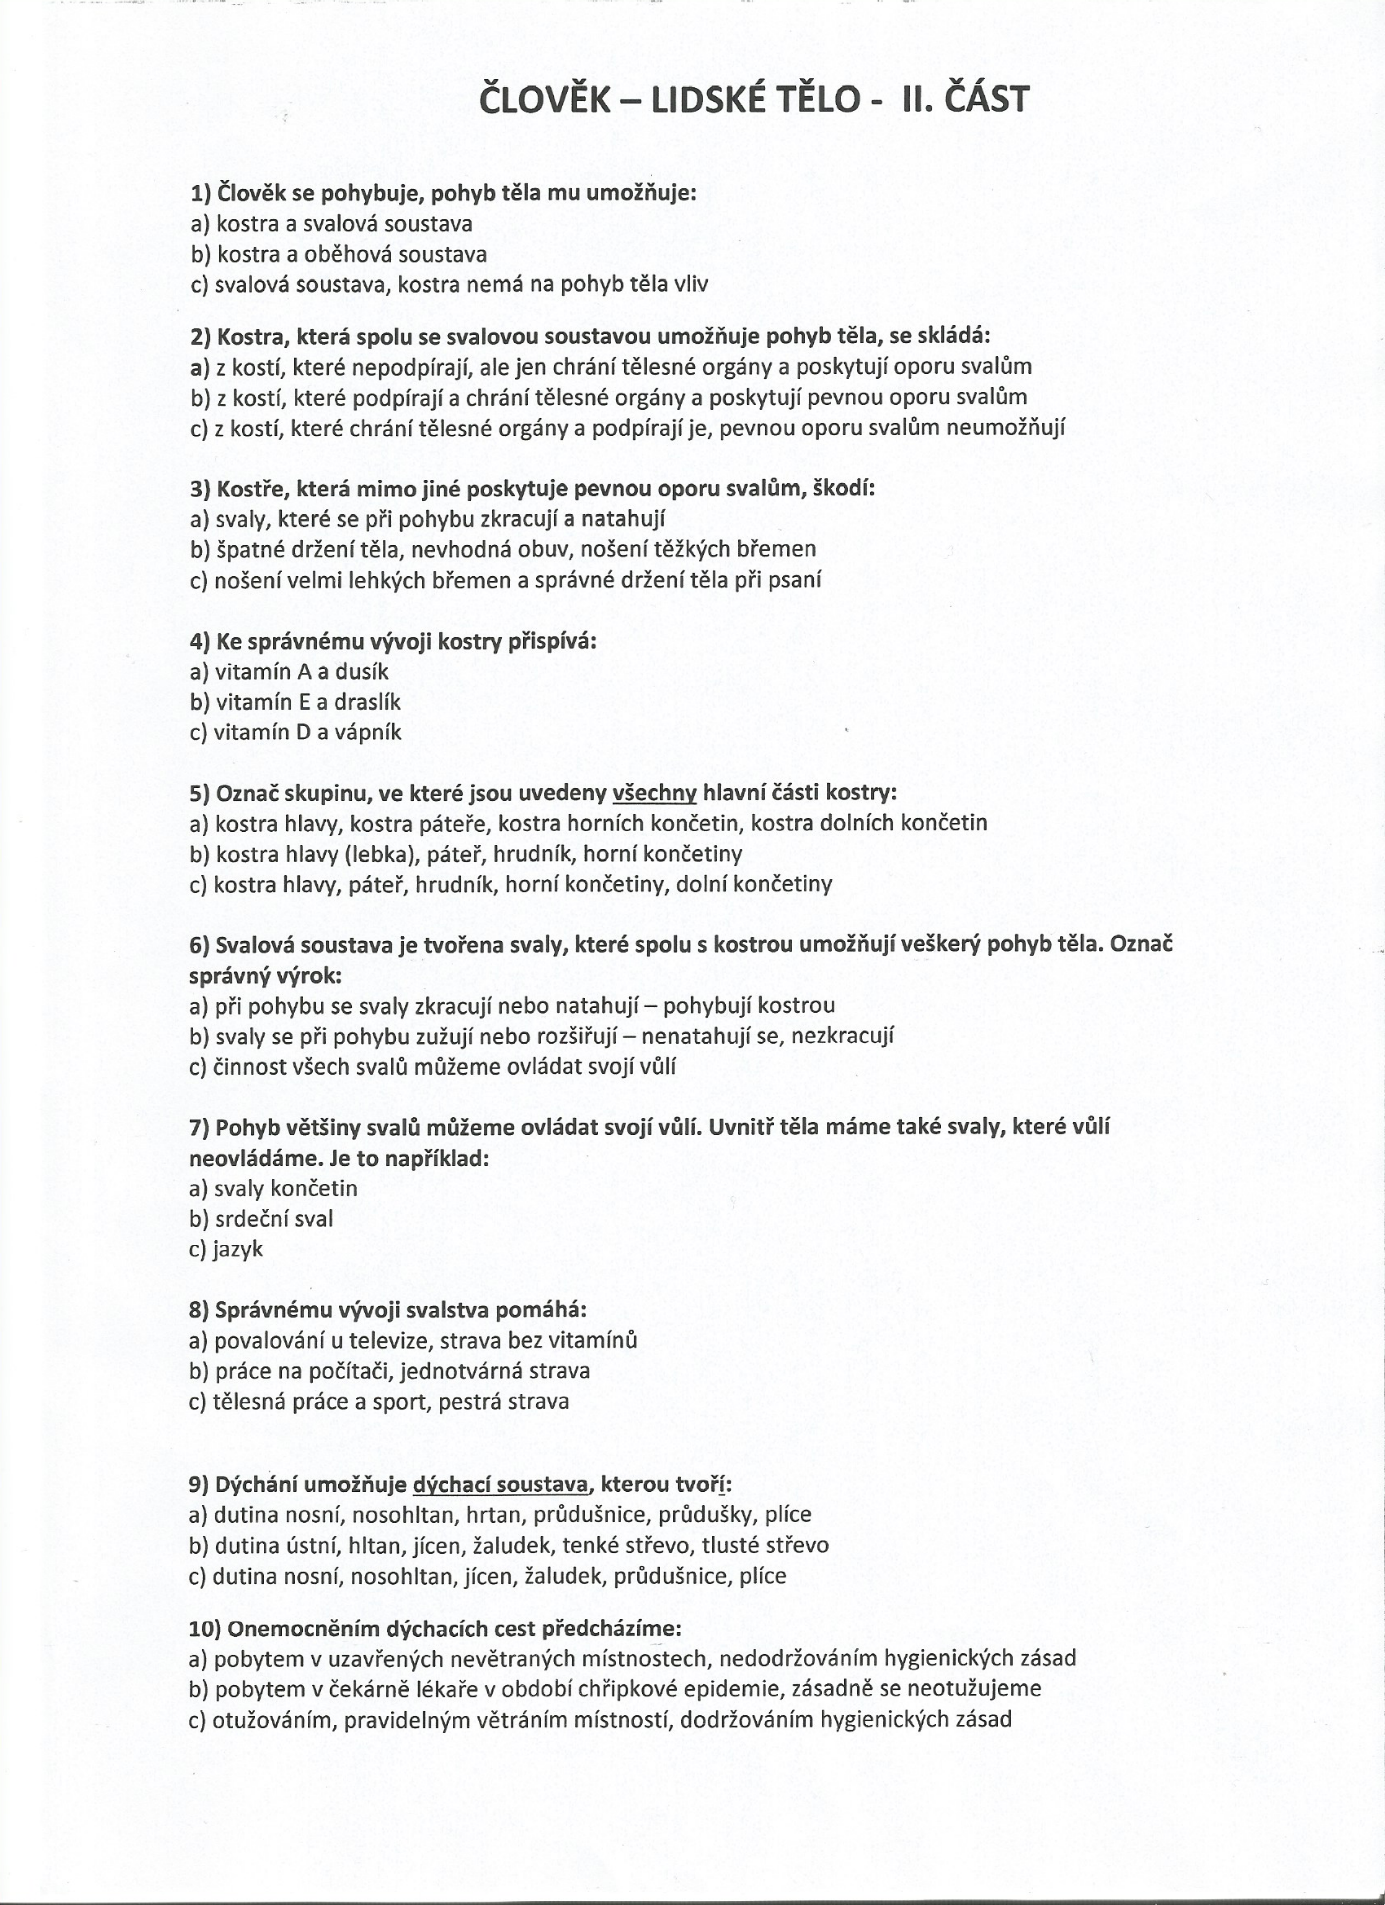 ČLOVĚK – LIDSKÉ TĚLO - II. ČÁST
1) Člověk se pohybuje, pohyb těla mu umožňuje:
a) kostra a svalová soustava
b) kostra a oběhová soustava
c) svalová soustava, kostra nemá na pohyb těla vliv
2) Kostra, která spolu se svalovou soustavou umožňuje pohyb těla, se skládá:
a) z kostí, které nepodpírají, ale jen chrání tělesné orgány a poskytují oporu svalům
b) z kostí, které podpírají a chrání tělesné orgány a poskytují pevnou oporu svalům
c) z kostí, které chrání tělesné orgány a podpírají je, pevnou oporu svalům neumožňují
3) Kostře, která mimo jiné poskytuje pevnou oporu svalům, škodí:
a) svaly, které se při pohybu zkracují a natahují
b) špatné držení těla, nevhodná obuv, nošení těžkých břemen
c) nošení velmi lehkých břemen a správné držení těla při psaní
4) Ke správnému vývoji kostry přispívá:
a) vitamín A a dusík
b) vitamín E a draslík
c) vitamín D a vápník
5) Označ skupinu, ve které jsou uvedeny všechny hlavní části kostry:
a) kostra hlavy, kostra páteře, kostra horních končetin, kostra dolních končetin
b) kostra hlavy (lebka), páteř, hrudník, horní končetiny
c) kostra hlavy, páteř, hrudník, horní končetiny, dolní končetiny
6) Svalová soustava je tvořena svaly, které spolu s kostrou umožňují veškerý pohyb těla. Označ
správný výrok:
a) při pohybu se svaly zkracují nebo natahují – pohybují kostrou
b) svaly se při pohybu zužují nebo rozšiřují – nenatahují se, nezkracují
c) činnost všech svalů můžeme ovládat svojí vůlí
7) Pohyb většiny svalů můžeme ovládat svojí vůlí. Uvnitř těla máme také svaly, které vůlí
neovládáme. Je to například:
a) svaly končetin
b) srdeční sval
c) jazyk
8) Správnému vývoji svalstva pomáhá:
a) povalování u televize, strava bez vitamínů
b) práce na počítači, jednotvárná strava
c) tělesná práce a sport, pestrá strava
9) Dýchání umožňuje dýchací soustava, kterou tvoří:
a) dutina nosní, nosohltan, hrtan, průdušnice, průdušky, plíce
b) dutina ústní, hltan, jícen, žaludek, tenké střevo, tlusté střevo
c) dutina nosní, nosohltan, jícen, žaludek, průdušnice, plíce
10) Onemocněním dýchacích cest předcházíme:
a) pobytem v uzavřených nevětraných místnostech, nedodržováním hygienických zásad
b) pobytem v čekárně lékaře v období chřipkové epidemie, zásadně se neotužujeme
c) otužováním, pravidelným větráním místností, dodržováním hygienických zásad